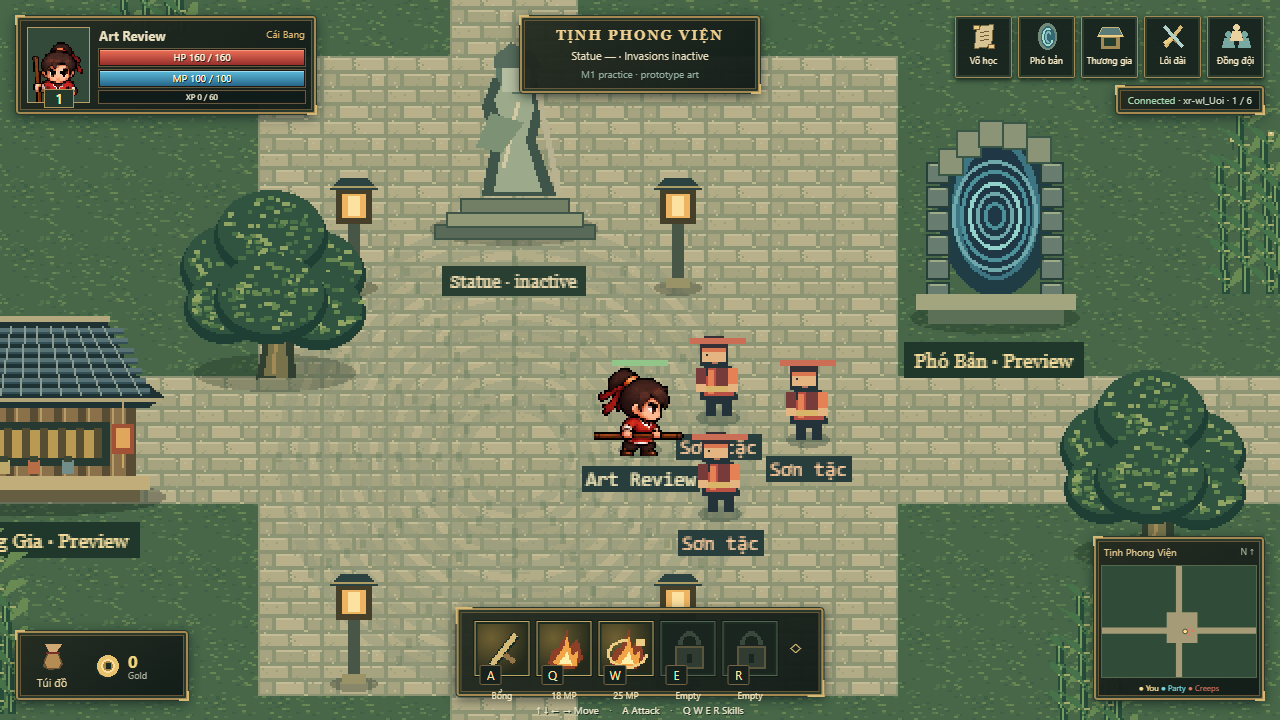 Art Review
Cái Bang
HP 160 / 160
MP 100 / 100
XP 0 / 60
1
TỊNH PHONG VIỆN
Statue — · Invasions inactive
M1 practice · prototype art
Võ học
Phó bản
Thương gia
Lôi đài
Đồng đội
Connected · xr-wl_Uoi · 1 / 6
Statue - inactive
Phó Bản · Preview
Sơn tặc
Sơn tặc
Art Review
Sơn tặc
g Gia · Preview
Tịnh Phong Viện
N ↑
Túi đồ
0
Gold
A
Q
W
E
R
Bổng
18 MP
25 MP
Empty
Empty
↑ ↓ ← → Move
A Attack
Q W E R Skills
● You ● Party ● Creeps